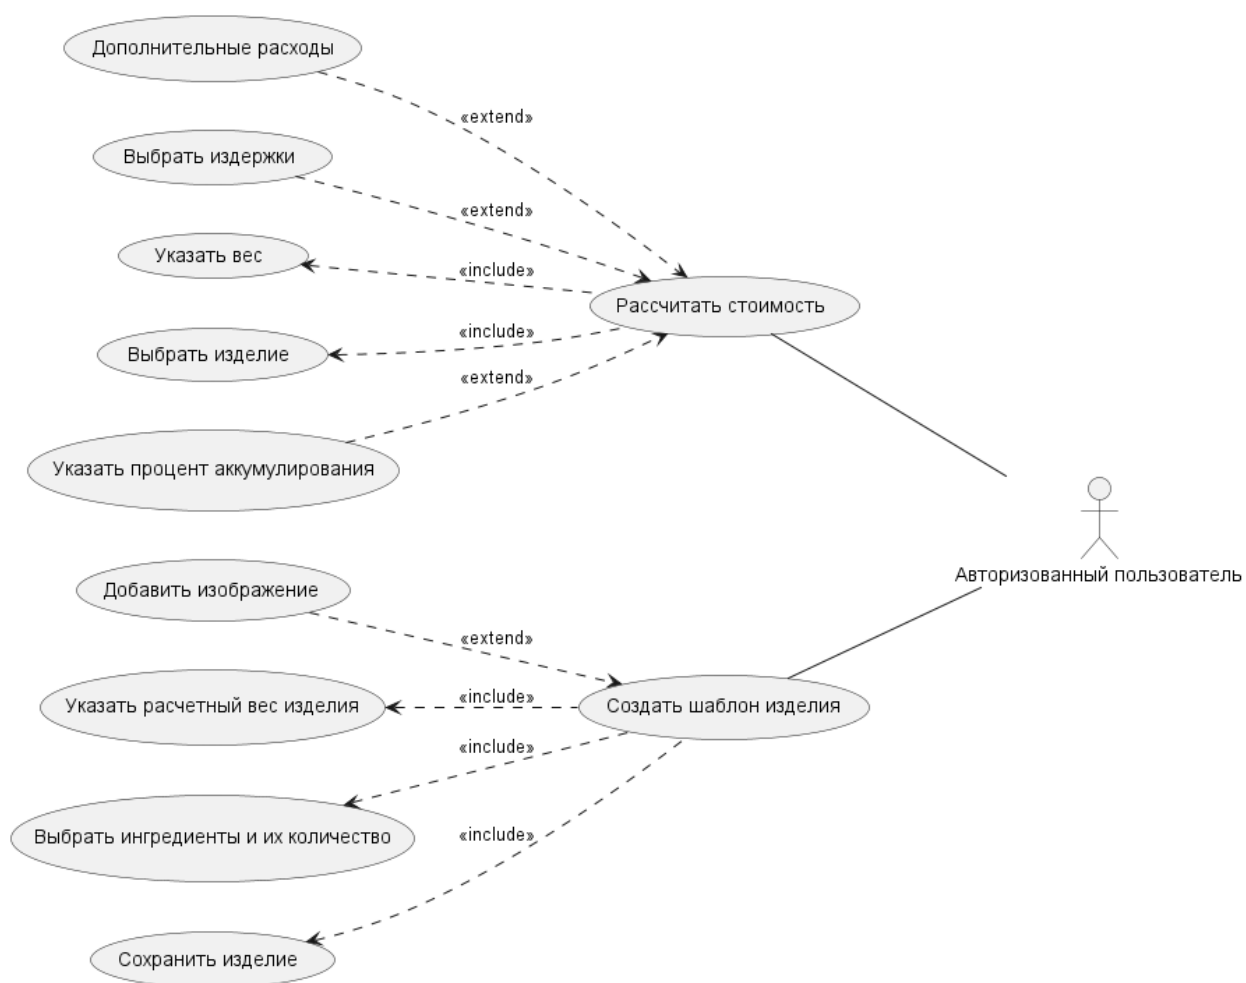 Дополнительные расходы
«extend»
Выбрать издержки
«extend»
Указать вес
«include»
Рассчитать стоимость
Выбрать изделие
«include»
«extend»
Указать процент аккумулирования
Авторизованный пользователь
Добавить изображение
«extend»
Указать расчетный вес изделия
«include»
Создать шаблон изделия
«include»
Выбрать ингредиенты и их количество
«include»
Сохранить изделие